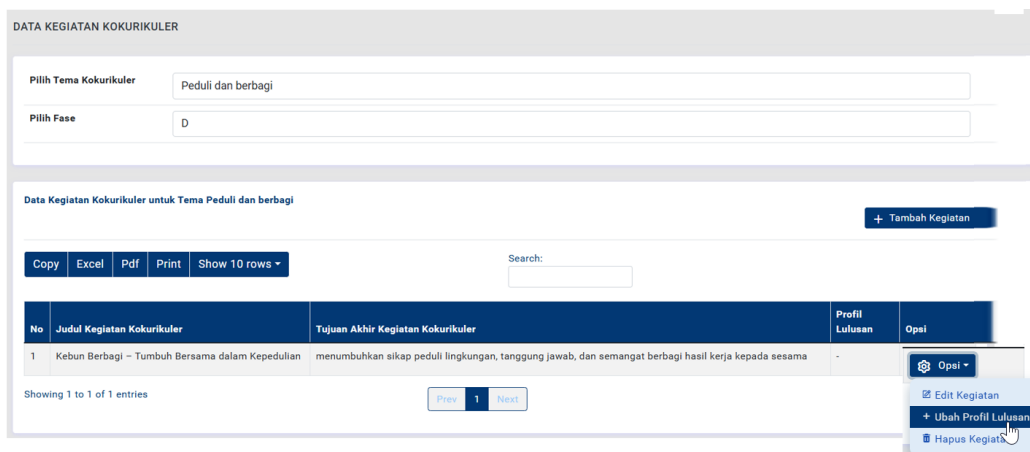 DATA KEGIATAN KOKURIKULER
Pilih Tema Kokurikuler
Peduli dan berbagi
Pilih Fase
D
Data Kegiatan Kokurikuler untuk Tema Peduli dan berbagi
+ Tambah Kegiatan
Copy Excel Pdf Print Show 10 rows
Search:
No Judul Kegiatan Kokurikuler Tujuan Akhir Kegiatan Kokurikuler Profil Lulusan Opsi
1 Kebun Berbagi – Tumbuh Bersama dalam Kepedulian menumbuhkan sikap peduli lingkungan, tanggung jawab, dan semangat berbagi hasil kerja kepada sesama -
Opsi
Showing 1 to 1 of 1 entries
Prev 1 Next
Edit Kegiatan
+ Ubah Profil Lulusan
Hapus Kegiatan